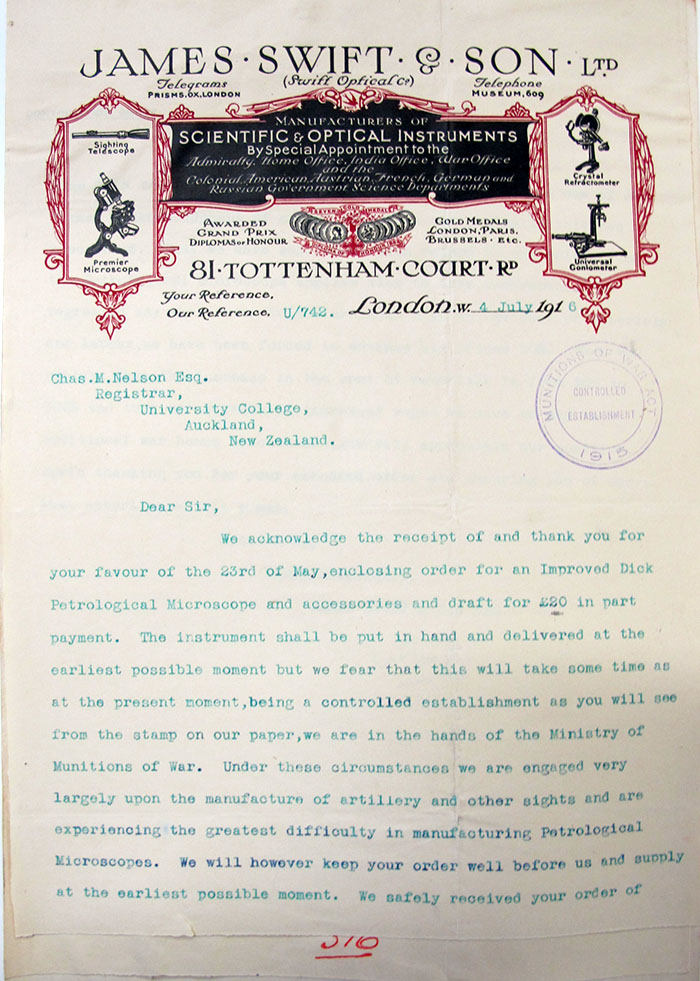 JAMES · SWIFT · & · SON · LTD
(Swift Optical Co)
Telegrams
PRISMS.OX.LONDON
Telephone
MUSEUM, 609
MANUFACTURERS OF
SCIENTIFIC & OPTICAL INSTRUMENTS
By Special Appointment to the
Admiralty, Home Office, India Office, War Office
and the
Colonial, American, Austrian, French, German and
Russian Government Science Departments
Sighting
Telescope
Premier
Microscope
Crystal
Refractometer
Universal
Goniometer
AWARDED
GRAND PRIX
DIPLOMAS OF HONOUR
GOLD MEDALS
LONDON, PARIS,
BRUSSELS · ETC.
81 · TOTTENHAM · COURT · RD
Your Reference.
Our Reference. U/742.
London. W. 4 July 1916
Chas.M.Nelson Esq.
Registrar,
University College,
Auckland,
New Zealand.
MUNITIONS OF WAR ACT
CONTROLLED
ESTABLISHMENT
1915
Dear Sir,
We acknowledge the receipt of and thank you for
your favour of the 23rd of May,enclosing order for an Improved Dick
Petrological Microscope and accessories and draft for £20 in part
payment. The instrument shall be put in hand and delivered at the
earliest possible moment but we fear that this will take some time as
at the present moment,being a controlled establishment as you will see
from the stamp on our paper,we are in the hands of the Ministry of
Munitions of War. Under these circumstances we are engaged very
largely upon the manufacture of artillery and other sights and are
experiencing the greatest difficulty in manufacturing Petrological
Microscopes. We will however keep your order well before us and supply
at the earliest possible moment. We safely received your order of